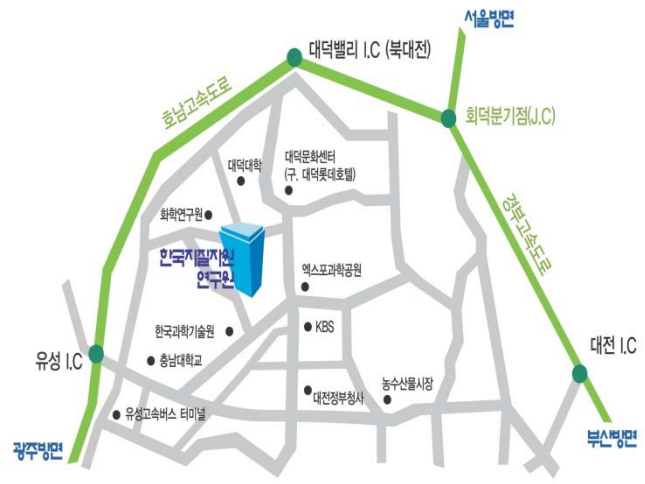 서울방면
대덕밸리 I.C (북대전)
호남고속도로
회덕분기점(J.C)
대덕대학
대덕문화센터
(구. 대덕롯데호텔)
화학연구원
경부고속도로
한국지질자원
연구원
엑스포과학공원
한국과학기술원
KBS
유성 I.C
충남대학교
대전 I.C
대전정부청사
농수산물시장
유성고속버스 터미널
광주방면
부산방면